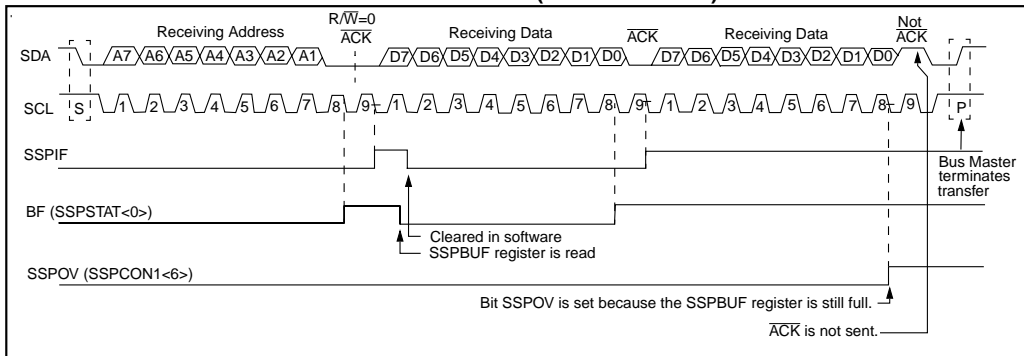 R/W=0
Receiving Address ACK Receiving Data ACK Receiving Data Not ACK
SDA A7 A6 A5 A4 A3 A2 A1 D7 D6 D5 D4 D3 D2 D1 D0 D7 D6 D5 D4 D3 D2 D1 D0
SCL S 1 2 3 4 5 6 7 8 9 1 2 3 4 5 6 7 8 9 1 2 3 4 5 6 7 8 9 P
SSPIF
Bus Master
terminates
transfer
BF (SSPSTAT<0>)
Cleared in software
SSPBUF register is read
SSPOV (SSPCON1<6>)
Bit SSPOV is set because the SSPBUF register is still full.
ACK is not sent.